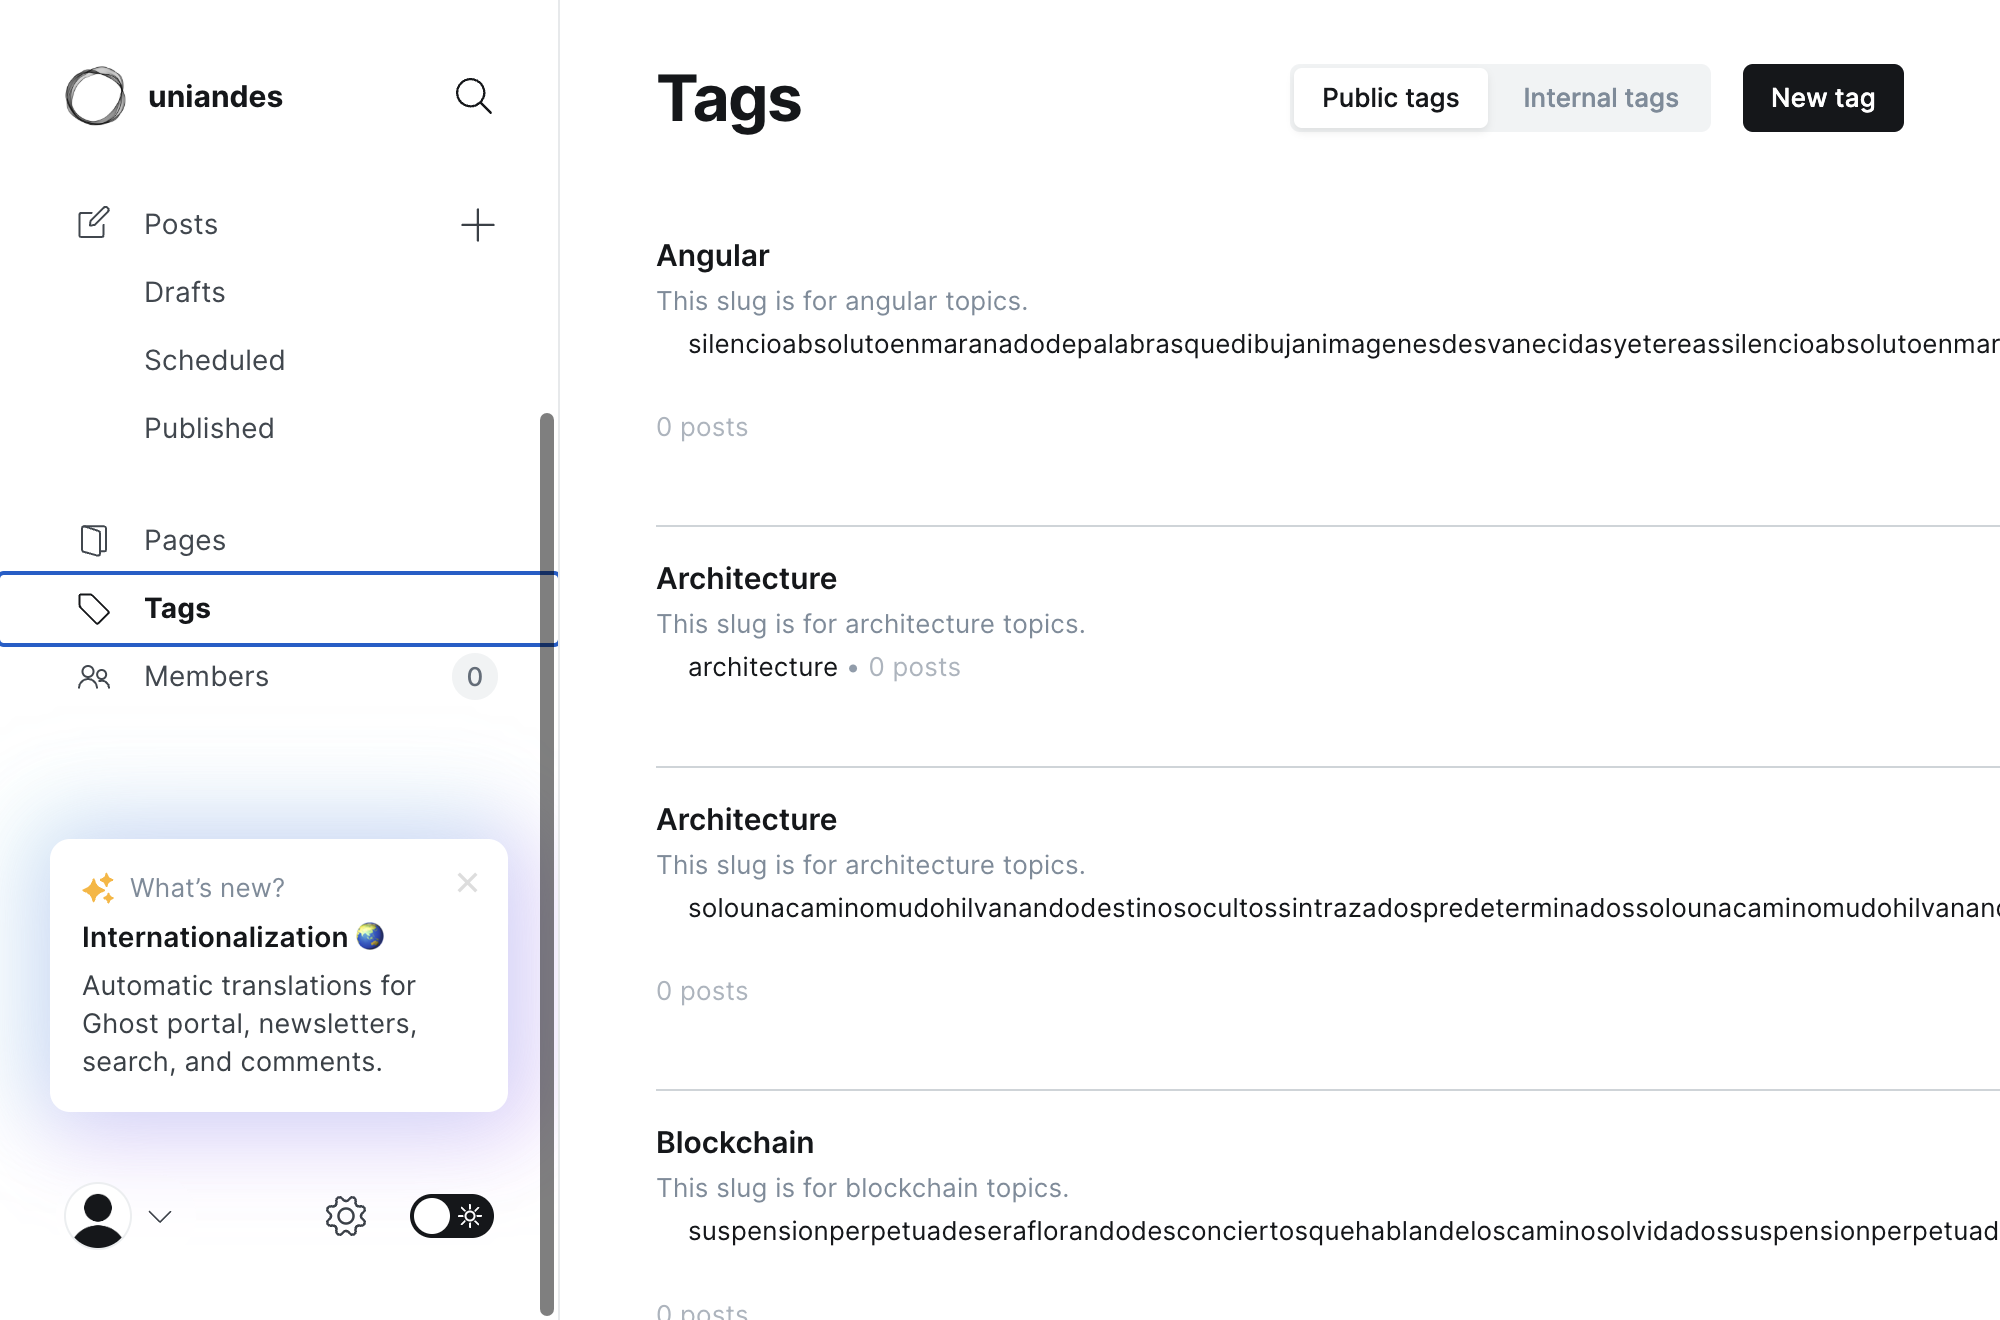 uniandes
Posts
Drafts
Scheduled
Published
Pages
Tags
Members 0
What's new?
Internationalization
Automatic translations for
Ghost portal, newsletters,
search, and comments.
Tags
Public tags Internal tags New tag
Angular
This slug is for angular topics.
silencioabsolutoenmaranadodepalabrasquedibujanimagenesdesvanecidasyetereassilencioabsolutoenmar
0 posts
Architecture
This slug is for architecture topics.
architecture • 0 posts
Architecture
This slug is for architecture topics.
solounacaminomudohilvanandodestinosocultossintrazadospredeterminadossolounacaminomudohilvanand
0 posts
Blockchain
This slug is for blockchain topics.
suspensionperpetuadeseraflorandodesconciertosquehablandeloscaminosolvidadossuspensionperpetuad
0 posts